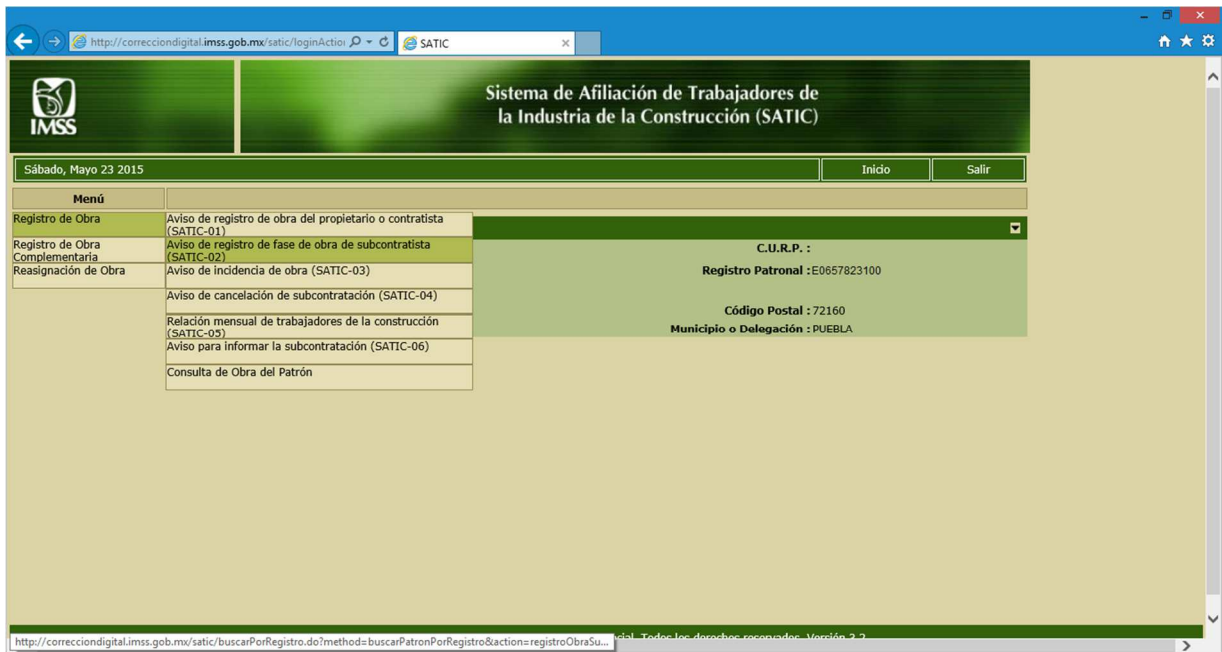 http://correcciondigital.imss.gob.mx/satic/loginAction
SATIC
IMSS
Sistema de Afiliación de Trabajadores de
la Industria de la Construcción (SATIC)
Sábado, Mayo 23 2015
Inicio
Salir
Menú
Registro de Obra
Registro de Obra
Complementaria
Reasignación de Obra
Aviso de registro de obra del propietario o contratista
(SATIC-01)
Aviso de registro de fase de obra de subcontratista
(SATIC-02)
Aviso de incidencia de obra (SATIC-03)
Aviso de cancelación de subcontratación (SATIC-04)
Relación mensual de trabajadores de la construcción
(SATIC-05)
Aviso para informar la subcontratación (SATIC-06)
Consulta de Obra del Patrón
C.U.R.P. :
Registro Patronal : E0657823100
Código Postal : 72160
Municipio o Delegación : PUEBLA
http://correcciondigital.imss.gob.mx/satic/buscarPorRegistro.do?method=buscarPatronPorRegistro&action=registroObraSu...
Todos los derechos reservados. Versión 3.2